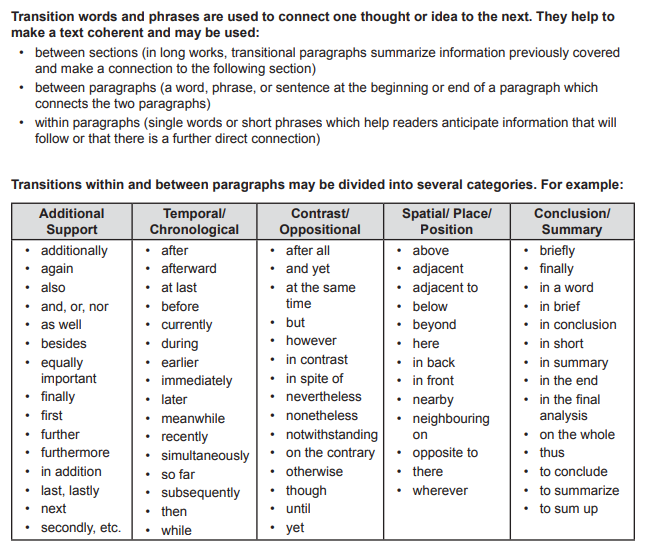 Transition words and phrases are used to connect one thought or idea to the next. They help to
make a text coherent and may be used:
• between sections (in long works, transitional paragraphs summarize information previously covered
and make a connection to the following section)
• between paragraphs (a word, phrase, or sentence at the beginning or end of a paragraph which
connects the two paragraphs)
• within paragraphs (single words or short phrases which help readers anticipate information that will
follow or that there is a further direct connection)
Transitions within and between paragraphs may be divided into several categories. For example:
Additional
Support
• additionally
• again
• also
• and, or, nor
• as well
• besides
• equally
important
• finally
• first
• further
• furthermore
• in addition
• last, lastly
• next
• secondly, etc.
Temporal/
Chronological
• after
• afterward
• at last
• before
• currently
• during
• earlier
• immediately
• later
• meanwhile
• recently
• simultaneously
• so far
• subsequently
• then
• while
Contrast/
Oppositional
• after all
• and yet
• at the same
time
• but
• however
• in contrast
• in spite of
• nevertheless
• nonetheless
• notwithstanding
• on the contrary
• otherwise
• though
• until
• yet
Spatial/ Place/
Position
• above
• adjacent
• adjacent to
• below
• beyond
• here
• in back
• in front
• nearby
• neighbouring
on
• opposite to
• there
• wherever
Conclusion/
Summary
• briefly
• finally
• in a word
• in brief
• in conclusion
• in short
• in summary
• in the end
• in the final
analysis
• on the whole
• thus
• to conclude
• to summarize
• to sum up